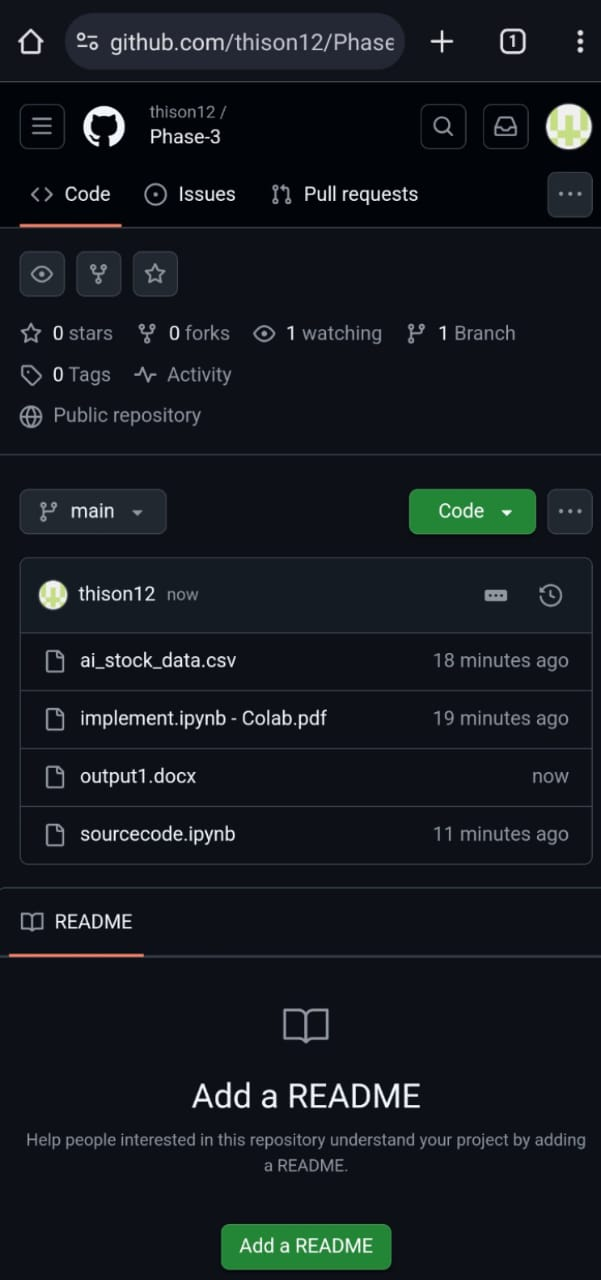 github.com/thison12/Phase
1
thison12 /
Phase-3
Code Issues Pull requests
0 stars 0 forks 1 watching 1 Branch
0 Tags Activity
Public repository
main Code
thison12 now
ai_stock_data.csv 18 minutes ago
implement.ipynb - Colab.pdf 19 minutes ago
output1.docx now
sourcecode.ipynb 11 minutes ago
README
Add a README
Help people interested in this repository understand your project by adding
a README.
Add a README